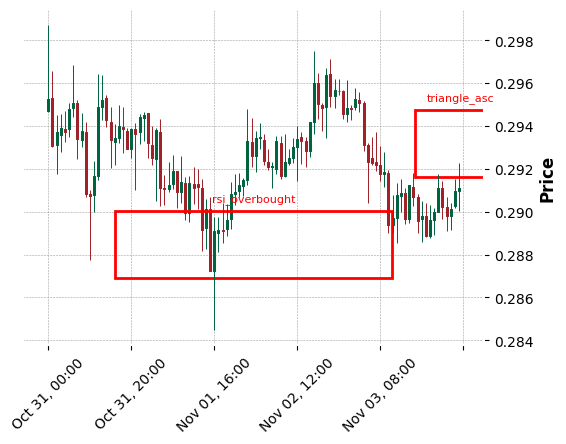 0.298
0.296
triangle_asc
0.294
0.292
Price
rsi_overbought
0.290
0.288
0.286
0.284
Oct 31, 00:00
Oct 31, 20:00
Nov 01, 16:00
Nov 02, 12:00
Nov 03, 08:00